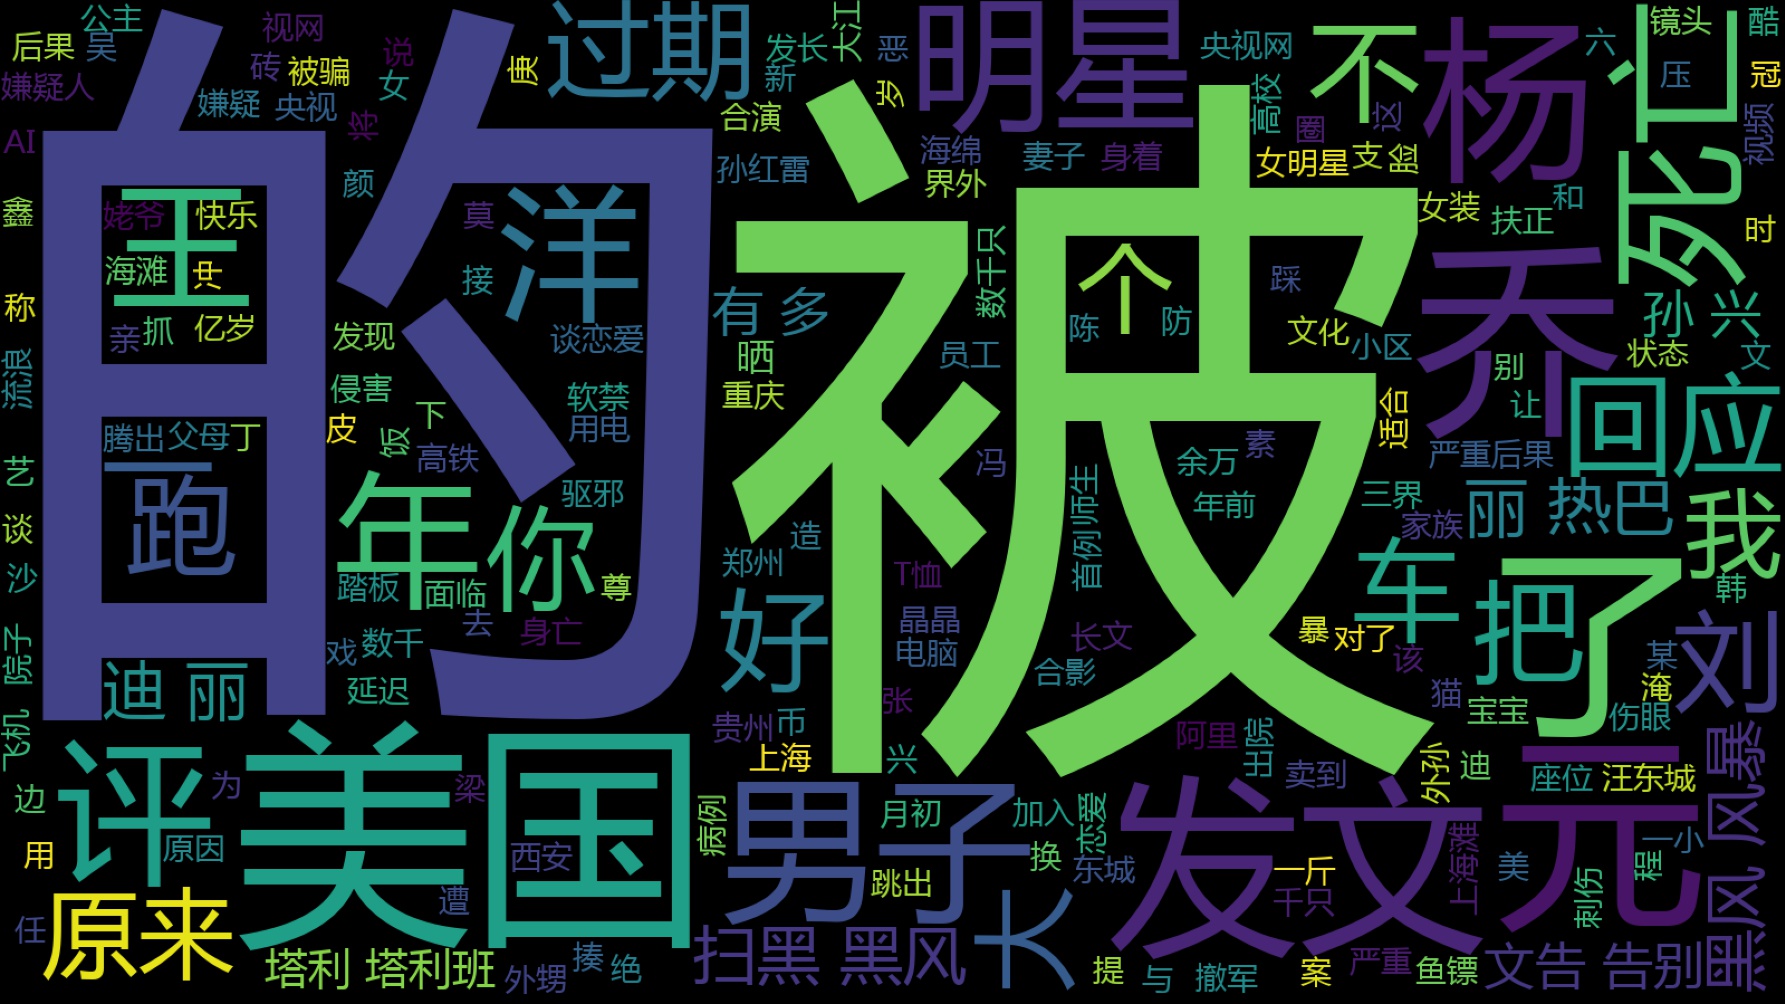 的
被
公主
后果
吴
视网
砖
被骗
说
女
嫌疑人
嫌疑
央视
AI
庚
过期
发长
大江
新
恶
岁
明星
央视网
高校
不
杨
六
死亡
镜头
酷
压
冠
视频
合演
孙红雷
海绵
界外
妻子
身着
圈
女明星
支
女装
扶正
和
时
颜
鑫
王
姥爷
快乐
海滩
亲
抓
亿岁
莫
洋
接
谈恋爱
称
流浪
发现
侵害
皮
下
饭
高铁
软禁
用电
驱邪
有 多
晒
重庆
数千只
员工
个
陈
防
踩
文化
小区
适合
乔
孙 兴
状态
文
别
让
回应
严重后果
腾出
父母
丁
跑
艺
谈
沙
年
你
踏板
面临
尊
去
身亡
戏
数千
延迟
冯
素
余万
年前
首例
师生
三界
家族
丽 热巴
我
韩
造
郑州
好
T恤
晶晶
电脑
长文
合影
暴
对了
该
车
把
了
刘
某
淹
伤眼
猫
宝宝
院子
飞机
迪 丽
贵州
币
上海
张
兴
阿里
出院
卖到
外孙
迪
座位
汪东城
边
评
为
原因
用
美国
梁
西安
遭
病例
男子
月初
跳出
加入
恋爱
换
东城
大
发文
一斤
千只
上海滩
美
元
一小
程
刺伤
黑风 风暴
任
原来
塔利 塔利班
外甥
揍
绝
扫黑 黑风
提
与
撤军
案
严重
鱼镖
文告 告别